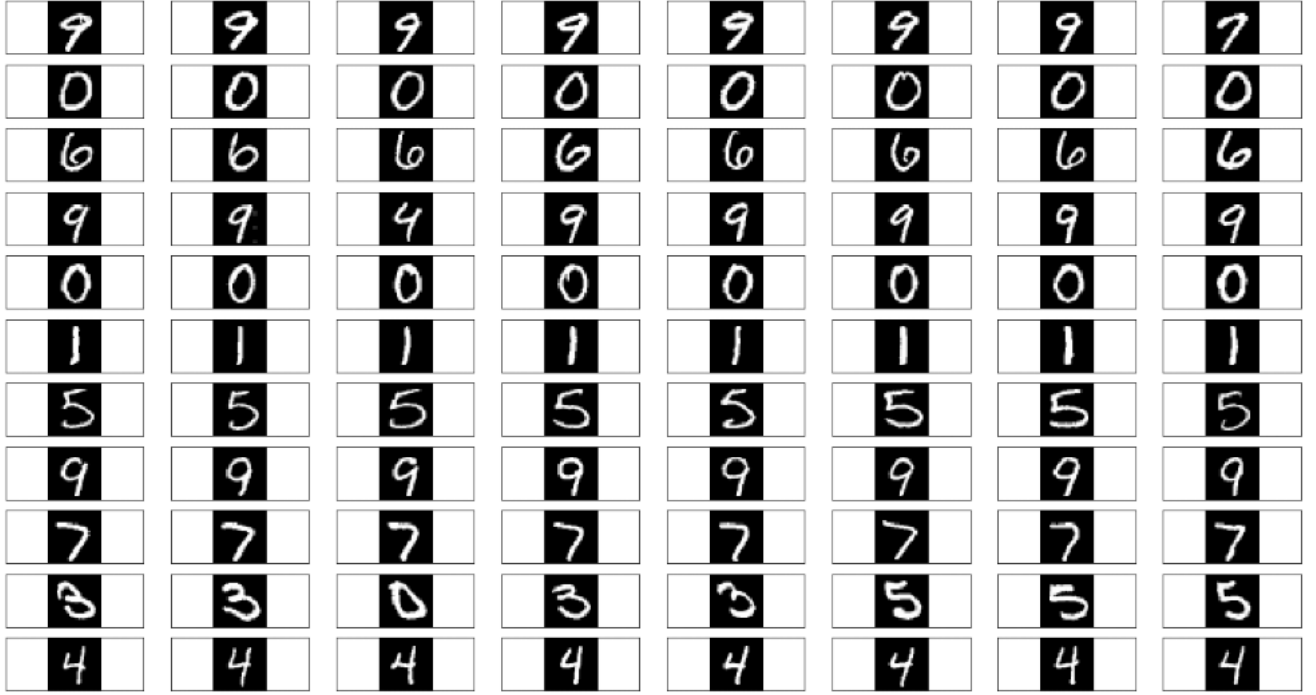 9 9 9 9 9 9 9 7
0 0 0 0 0 0 0 0
6 6 6 6 6 6 6 6
9 9 4 9 9 9 9 9
0 0 0 0 0 0 0 0
1 1 1 1 1 1 1 1
5 5 5 5 5 5 5 5
9 9 9 9 9 9 9 9
7 7 7 7 7 7 7 7
3 3 0 3 3 5 5 5
4 4 4 4 4 4 4 4